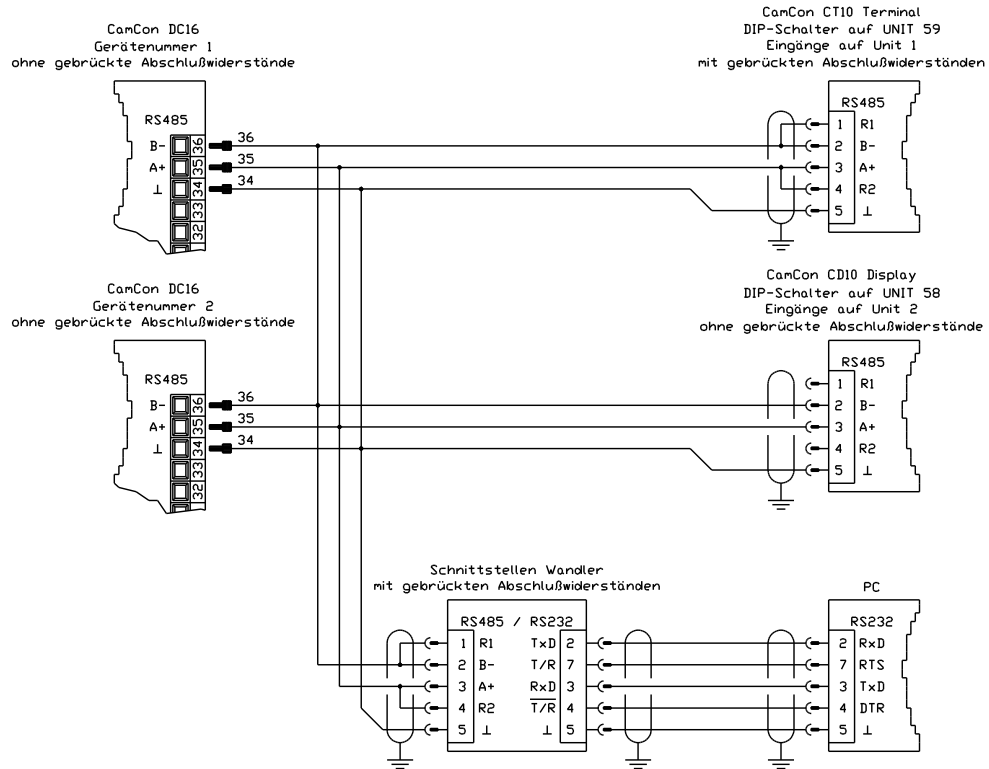 CamCon DC16
Gerätenummer 1
ohne gebrückte Abschlußwiderstände
RS485
B-
A+
⊥
36
35
34
33
32
36
35
34
CamCon CT10 Terminal
DIP-Schalter auf UNIT 59
Eingänge auf Unit 1
mit gebrückten Abschlußwiderständen
RS485
1 R1
2 B-
3 A+
4 R2
5 ⊥
CamCon DC16
Gerätenummer 2
ohne gebrückte Abschlußwiderstände
RS485
B-
A+
⊥
36
35
34
33
32
36
35
34
CamCon CD10 Display
DIP-Schalter auf UNIT 58
Eingänge auf Unit 2
ohne gebrückte Abschlußwiderstände
RS485
1 R1
2 B-
3 A+
4 R2
5 ⊥
Schnittstellen Wandler
mit gebrückten Abschlußwiderständen
RS485 / RS232
1 R1 TxD 2
2 B- T/R 7
3 A+ RxD 3
4 R2 T/R 4
5 ⊥ ⊥ 5
PC
RS232
2 RxD
7 RTS
3 TxD
4 DTR
5 ⊥